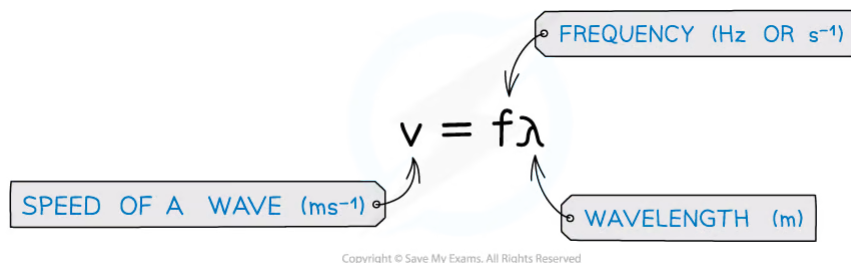 FREQUENCY (Hz OR s⁻¹)
v = fλ
SPEED OF A WAVE (ms⁻¹)
WAVELENGTH (m)
Copyright © Save My Exams. All Rights Reserved